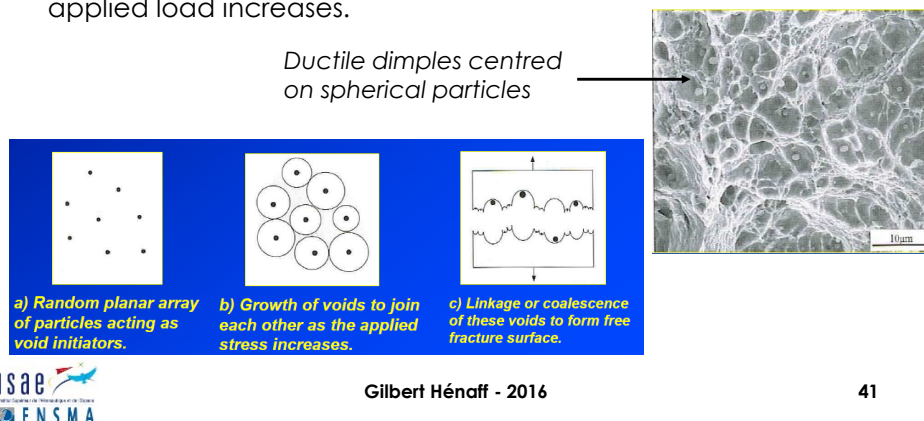 applied load increases.
Ductile dimples centred
on spherical particles
10μm
a) Random planar array
of particles acting as
void initiators.
b) Growth of voids to join
each other as the applied
stress increases.
c) Linkage or coalescence
of these voids to form free
fracture surface.
isae
ENSMA
Gilbert Hénaff - 2016
41